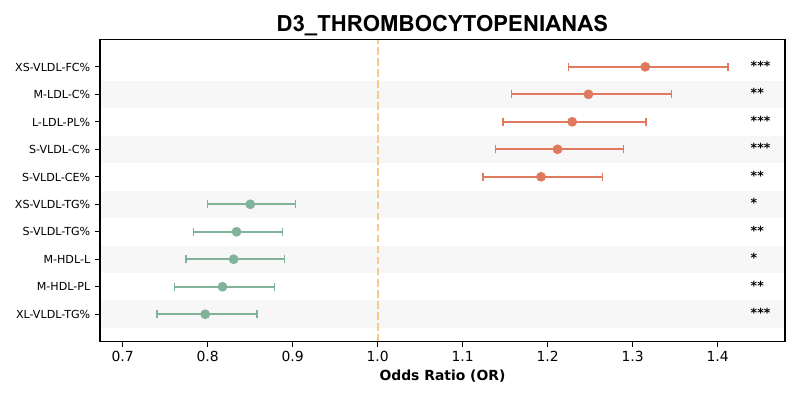 D3_THROMBOCYTOPENIANAS
XS-VLDL-FC% ***
M-LDL-C% **
L-LDL-PL% ***
S-VLDL-C% ***
S-VLDL-CE% **
XS-VLDL-TG% *
S-VLDL-TG% **
M-HDL-L *
M-HDL-PL **
XL-VLDL-TG% ***
0.7 0.8 0.9 1.0 1.1 1.2 1.3 1.4
Odds Ratio (OR)